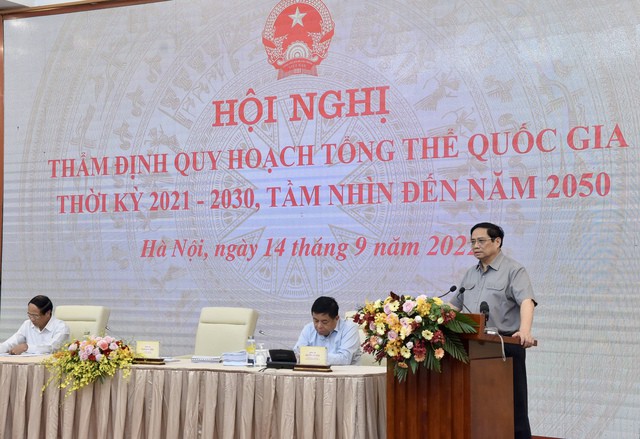 HỘI NGHỊ
THẨM ĐỊNH QUY HOẠCH TỔNG THỂ QUỐC GIA
THỜI KỲ 2021 - 2030, TẦM NHÌN ĐẾN NĂM 2050
Hà Nội, ngày 14 tháng 9 năm 2022